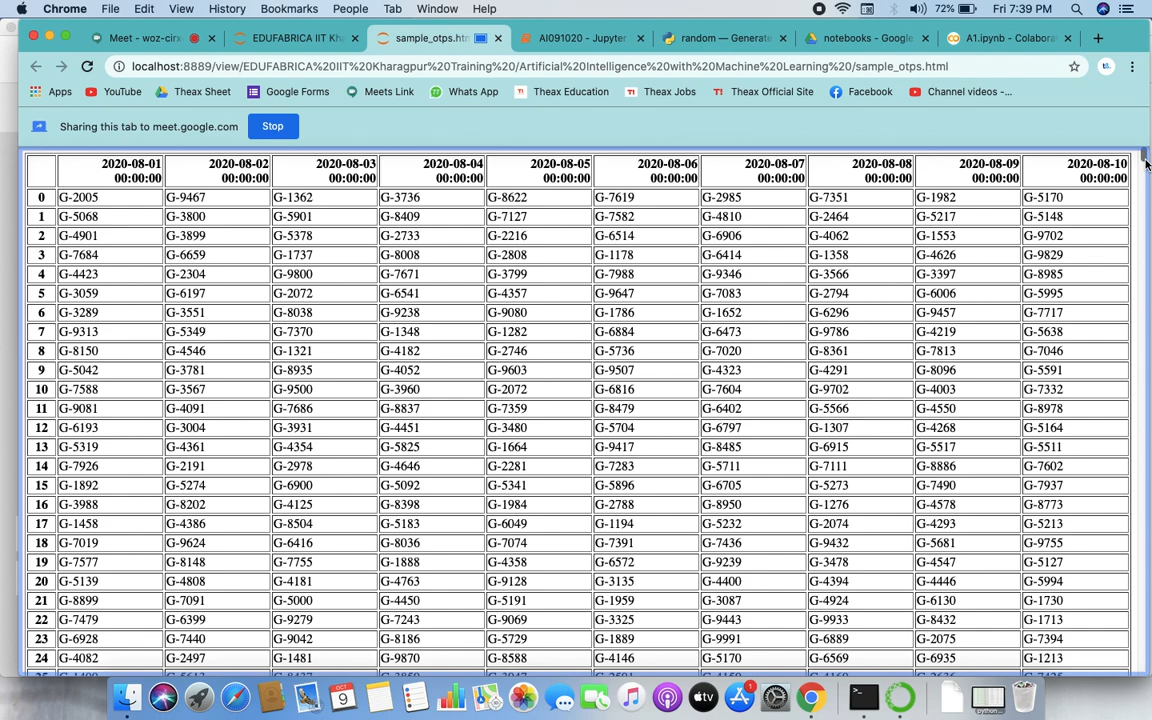 Chrome File Edit View History Bookmarks People Tab Window Help 72% Fri 7:39 PM
Meet - woz-cirx EDUFABRICA IIT Kha sample_otps.htm AI091020 - Jupyter random — Generate notebooks - Google A1.ipynb - Colabora
localhost:8889/view/EDUFABRICA%20IIT%20Kharagpur%20Training%20/Artificial%20Intelligence%20with%20Machine%20Learning%20/sample_otps.html
Apps YouTube Theax Sheet Google Forms Meets Link Whats App Theax Education Theax Jobs Theax Official Site Facebook Channel videos -...
Sharing this tab to meet.google.com Stop
2020-08-01 2020-08-02 2020-08-03 2020-08-04 2020-08-05 2020-08-06 2020-08-07 2020-08-08 2020-08-09 2020-08-10
00:00:00 00:00:00 00:00:00 00:00:00 00:00:00 00:00:00 00:00:00 00:00:00 00:00:00 00:00:00
0 G-2005 G-9467 G-1362 G-3736 G-8622 G-7619 G-2985 G-7351 G-1982 G-5170
1 G-5068 G-3800 G-5901 G-8409 G-7127 G-7582 G-4810 G-2464 G-5217 G-5148
2 G-4901 G-3899 G-5378 G-2733 G-2216 G-6514 G-6906 G-4062 G-1553 G-9702
3 G-7684 G-6659 G-1737 G-8008 G-2808 G-1178 G-6414 G-1358 G-4626 G-9829
4 G-4423 G-2304 G-9800 G-7671 G-3799 G-7988 G-9346 G-3566 G-3397 G-8985
5 G-3059 G-6197 G-2072 G-6541 G-4357 G-9647 G-7083 G-2794 G-6006 G-5995
6 G-3289 G-3551 G-8038 G-9238 G-9080 G-1786 G-1652 G-6296 G-9457 G-7717
7 G-9313 G-5349 G-7370 G-1348 G-1282 G-6884 G-6473 G-9786 G-4219 G-5638
8 G-8150 G-4546 G-1321 G-4182 G-2746 G-5736 G-7020 G-8361 G-7813 G-7046
9 G-5042 G-3781 G-8935 G-4052 G-9603 G-9507 G-4323 G-4291 G-8096 G-5591
10 G-7588 G-3567 G-9500 G-3960 G-2072 G-6816 G-7604 G-9702 G-4003 G-7332
11 G-9081 G-4091 G-7686 G-8837 G-7359 G-8479 G-6402 G-5566 G-4550 G-8978
12 G-6193 G-3004 G-3931 G-4451 G-3480 G-5704 G-6797 G-1307 G-4268 G-5164
13 G-5319 G-4361 G-4354 G-5825 G-1664 G-9417 G-8485 G-6915 G-5517 G-5511
14 G-7926 G-2191 G-2978 G-4646 G-2281 G-7283 G-5711 G-7111 G-8886 G-7602
15 G-1892 G-5274 G-6900 G-5092 G-5341 G-5896 G-6705 G-5273 G-7490 G-7937
16 G-3988 G-8202 G-4125 G-8398 G-1984 G-2788 G-8950 G-1276 G-4578 G-8773
17 G-1458 G-4386 G-8504 G-5183 G-6049 G-1194 G-5232 G-2074 G-4293 G-5213
18 G-7019 G-9624 G-6416 G-8036 G-7074 G-7391 G-7436 G-9432 G-5681 G-9755
19 G-7577 G-8148 G-7755 G-1888 G-4358 G-6572 G-9239 G-3478 G-4547 G-5127
20 G-5139 G-4808 G-4181 G-4763 G-9128 G-3135 G-4400 G-4394 G-4446 G-5994
21 G-8899 G-7091 G-5000 G-4450 G-5191 G-1959 G-3087 G-4924 G-6130 G-1730
22 G-7479 G-6399 G-9279 G-7243 G-9069 G-3325 G-9443 G-9933 G-8432 G-1713
23 G-6928 G-7440 G-9042 G-8186 G-5729 G-1889 G-9991 G-6889 G-2075 G-7394
24 G-4082 G-2497 G-1481 G-9870 G-8588 G-4146 G-5170 G-6569 G-6935 G-1213